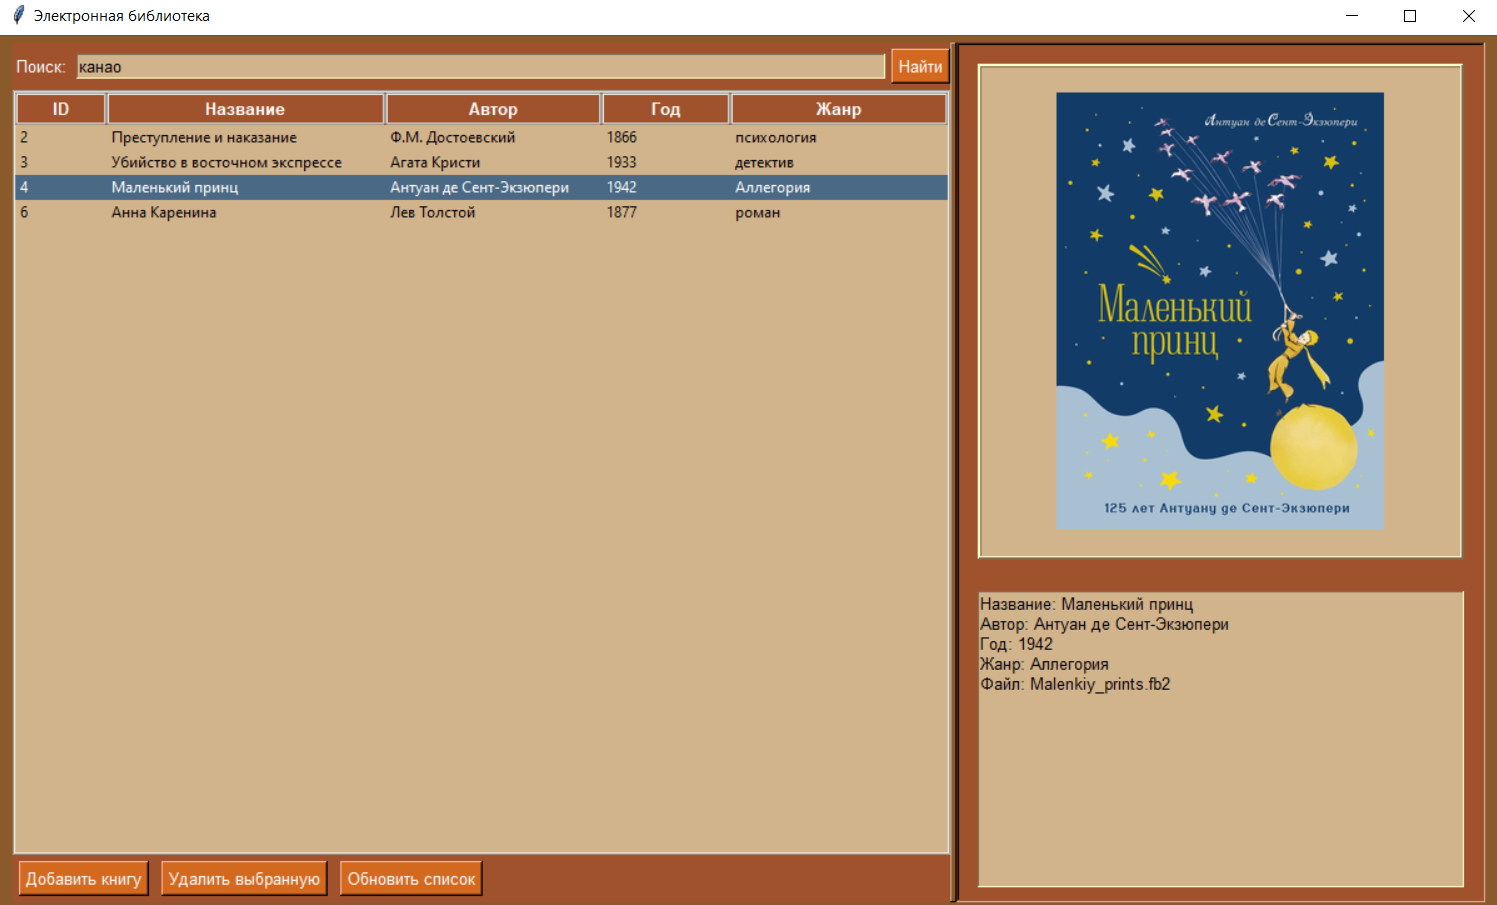 Электронная библиотека
Поиск: канао Найти
ID Название Автор Год Жанр
2 Преступление и наказание Ф.М. Достоевский 1866 психология
3 Убийство в восточном экспрессе Агата Кристи 1933 детектив
4 Маленький принц Антуан де Сент-Экзюпери 1942 Аллегория
6 Анна Каренина Лев Толстой 1877 роман
Добавить книгу Удалить выбранную Обновить список
Антуан де Сент-Экзюпери
Маленький
принц
125 лет Антуану де Сент-Экзюпери
Название: Маленький принц
Автор: Антуан де Сент-Экзюпери
Год: 1942
Жанр: Аллегория
Файл: Malenkiy_prints.fb2